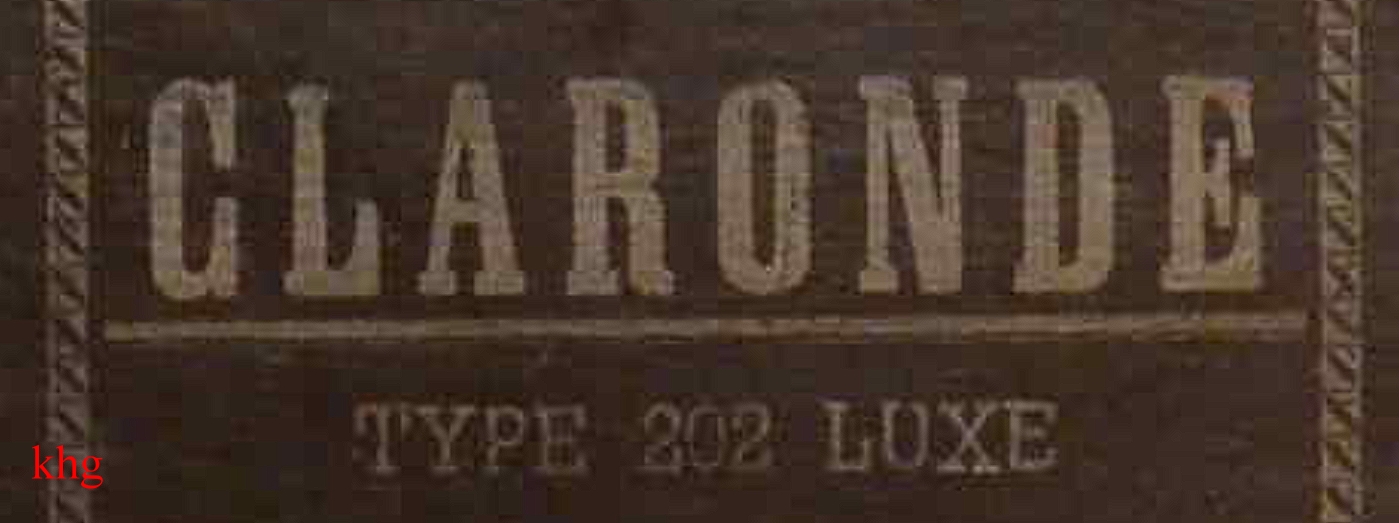 CLARONDE
TYPE 202 LUXE
khg